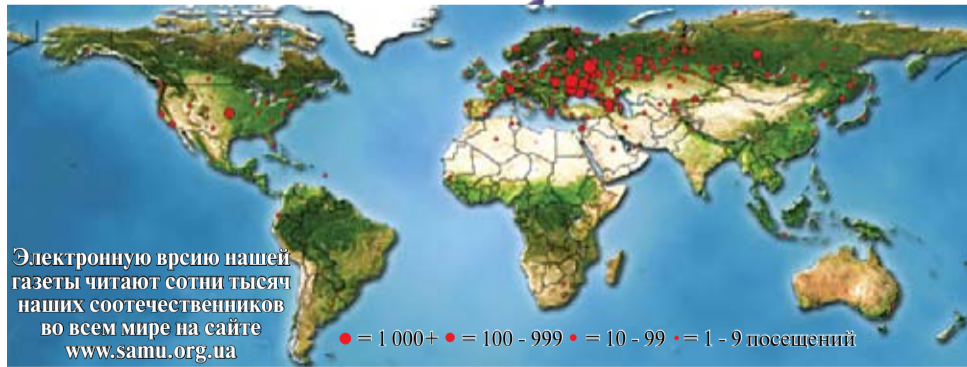 Электронную врсию нашей
газеты читают сотни тысяч
наших соотечественников
во всем мире на сайте
www.samu.org.ua
= 1 000+ = 100 - 999 = 10 - 99 = 1 - 9 посещений